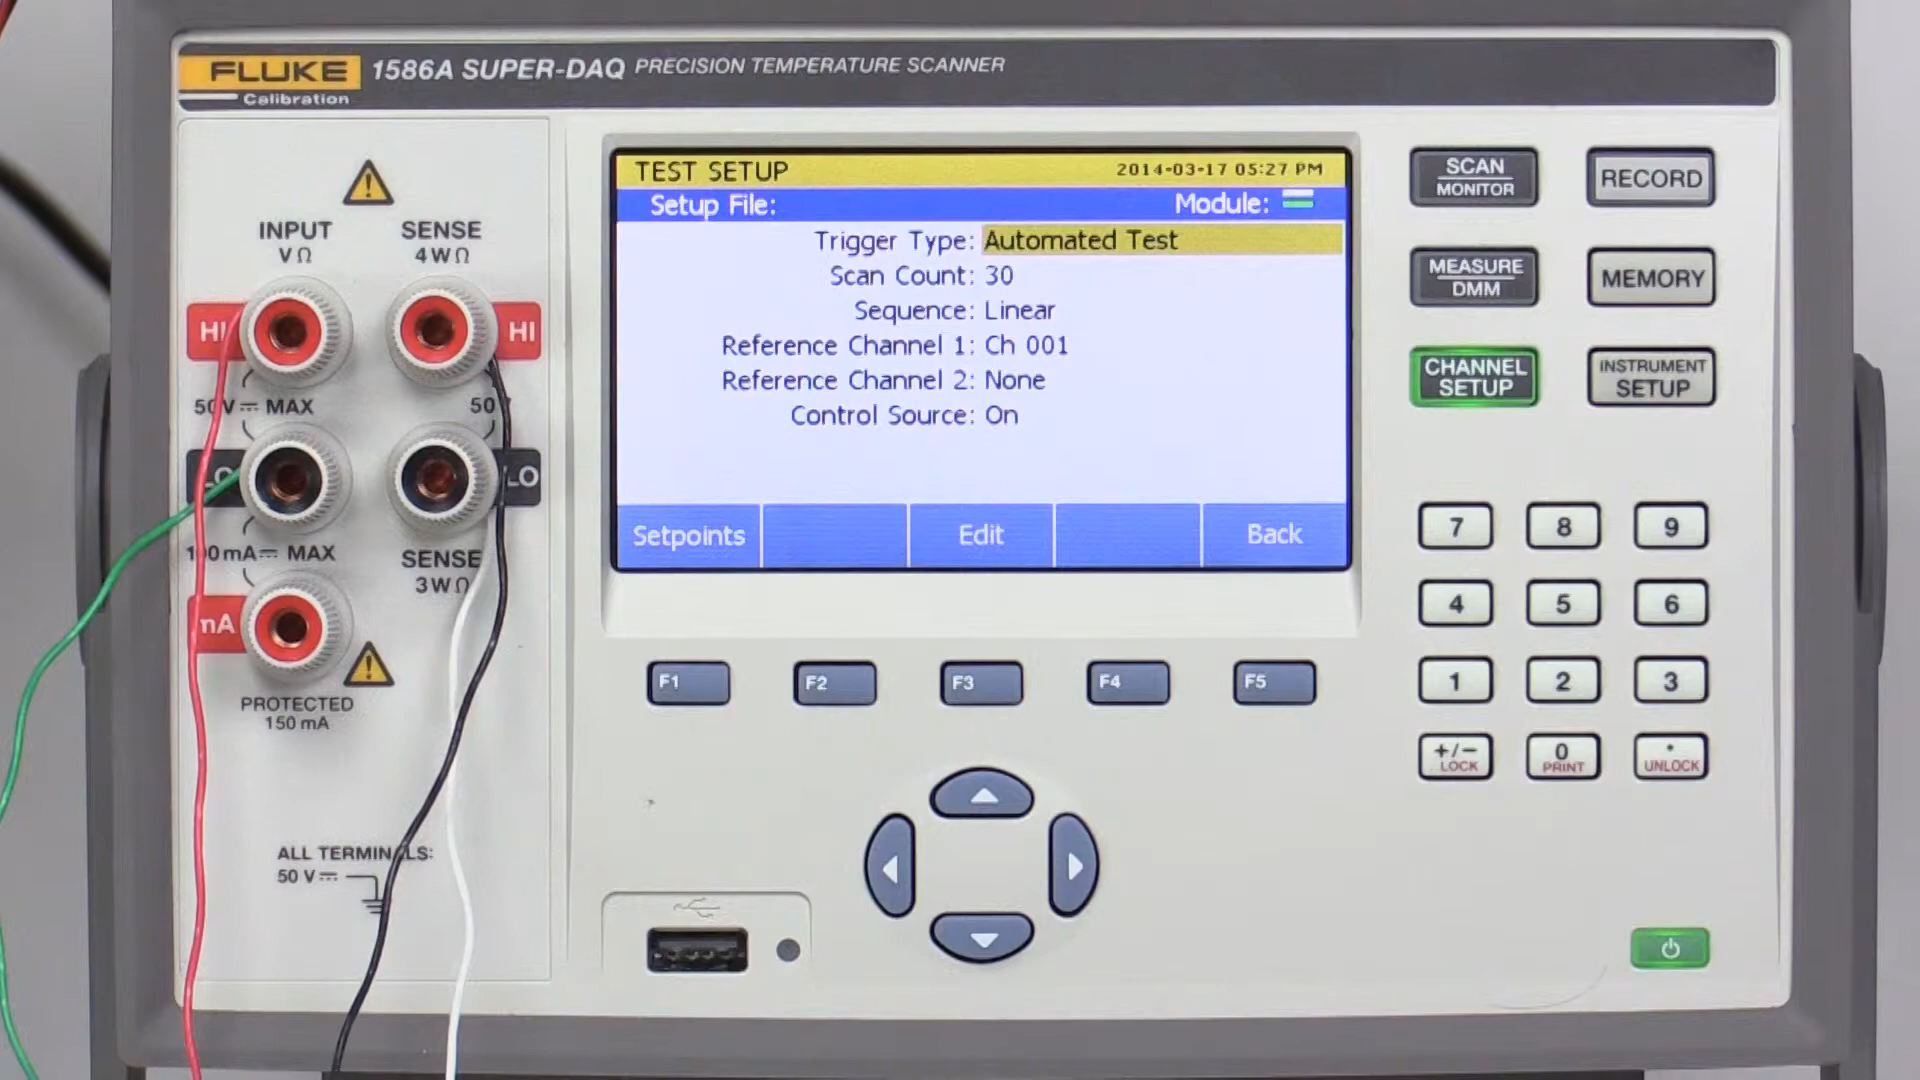 FLUKE
Calibration
1586A SUPER-DAQ PRECISION TEMPERATURE SCANNER
INPUT
VΩ
SENSE
4WΩ
HI
HI
50V MAX
50
LO
LO
100mA MAX
SENSE
3WΩ
mA
PROTECTED
150 mA
ALL TERMINALS:
50 V
TEST SETUP
2014-03-17 05:27 PM
Setup File:
Module:
Trigger Type: Automated Test
Scan Count: 30
Sequence: Linear
Reference Channel 1: Ch 001
Reference Channel 2: None
Control Source: On
Setpoints
Edit
Back
F1
F2
F3
F4
F5
SCAN
MONITOR
RECORD
MEASURE
DMM
MEMORY
CHANNEL
SETUP
INSTRUMENT
SETUP
7
8
9
4
5
6
1
2
3
+/−
LOCK
0
PRINT
•
UNLOCK